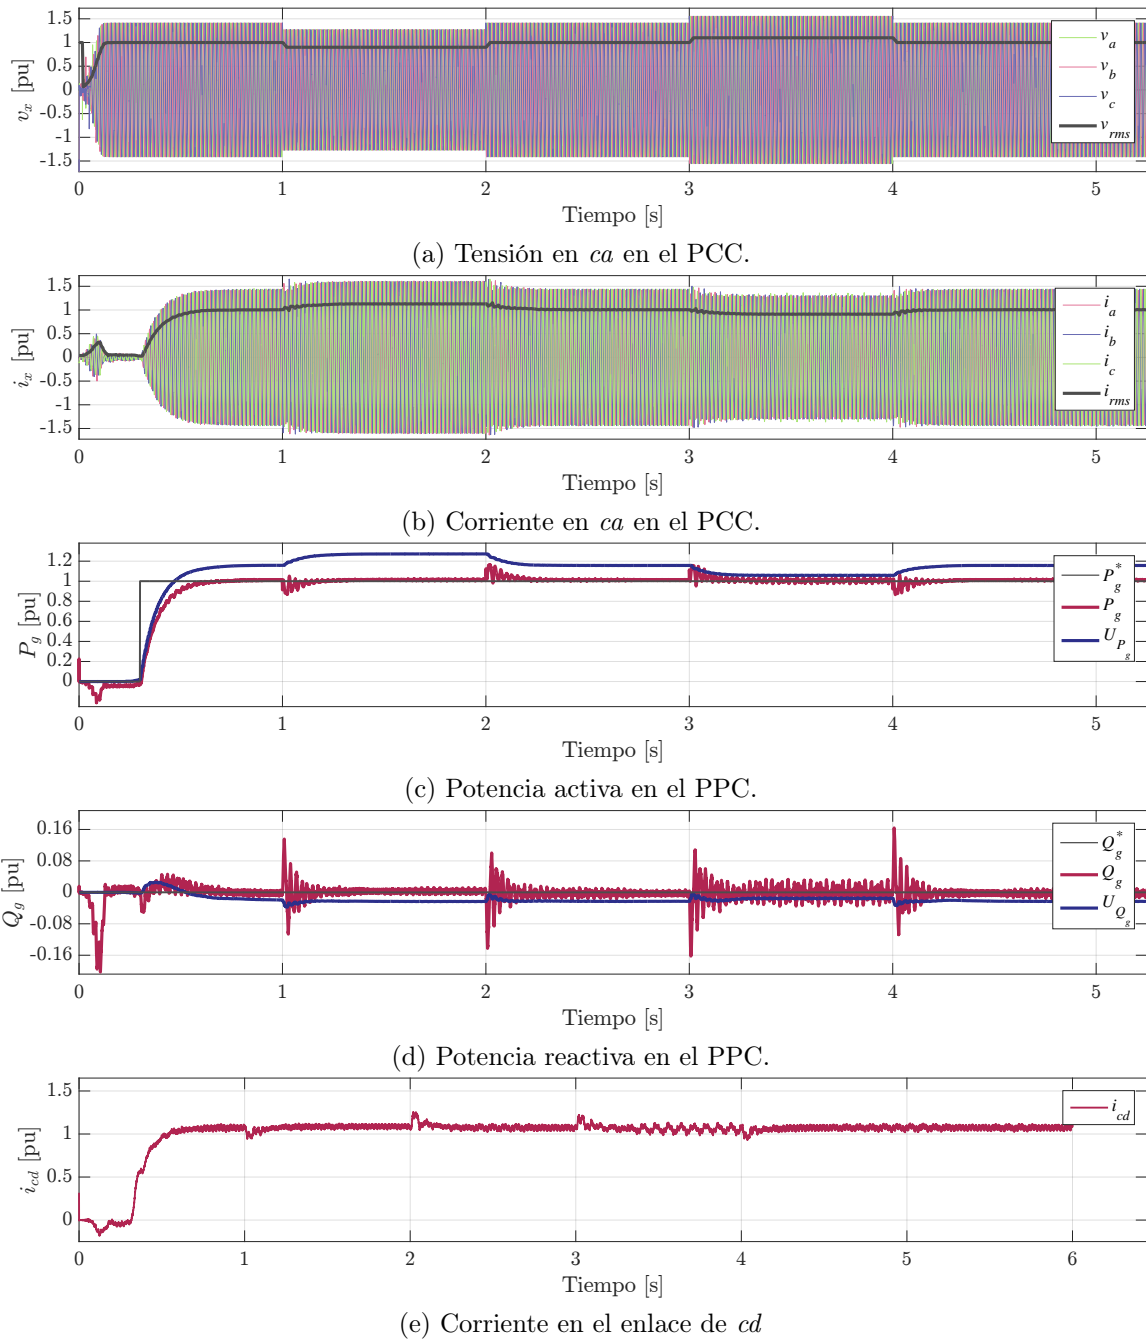 1.5
1
0.5
0
-0.5
-1
-1.5
v_x [pu]
v_a
v_b
v_c
v_rms
0 1 2 3 4 5
Tiempo [s]
(a) Tensión en ca en el PCC.
1.5
1
0.5
0
-0.5
-1
-1.5
i_x [pu]
i_a
i_b
i_c
i_rms
0 1 2 3 4 5
Tiempo [s]
(b) Corriente en ca en el PCC.
1.2
1
0.8
0.6
0.4
0.2
0
P_g [pu]
P_g^*
P_g
U_P_g
0 1 2 3 4 5
Tiempo [s]
(c) Potencia activa en el PPC.
0.16
0.08
0
-0.08
-0.16
Q_g [pu]
Q_g^*
Q_g
U_Q_g
0 1 2 3 4 5
Tiempo [s]
(d) Potencia reactiva en el PPC.
1.5
1
0.5
0
i_cd [pu]
i_cd
0 1 2 3 4 5 6
Tiempo [s]
(e) Corriente en el enlace de cd